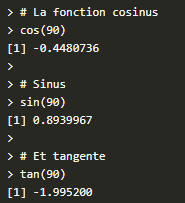 > # La fonction cosinus
> cos(90)
[1] -0.4480736
>
> # Sinus
> sin(90)
[1] 0.8939967
>
> # Et tangente
> tan(90)
[1] -1.995200